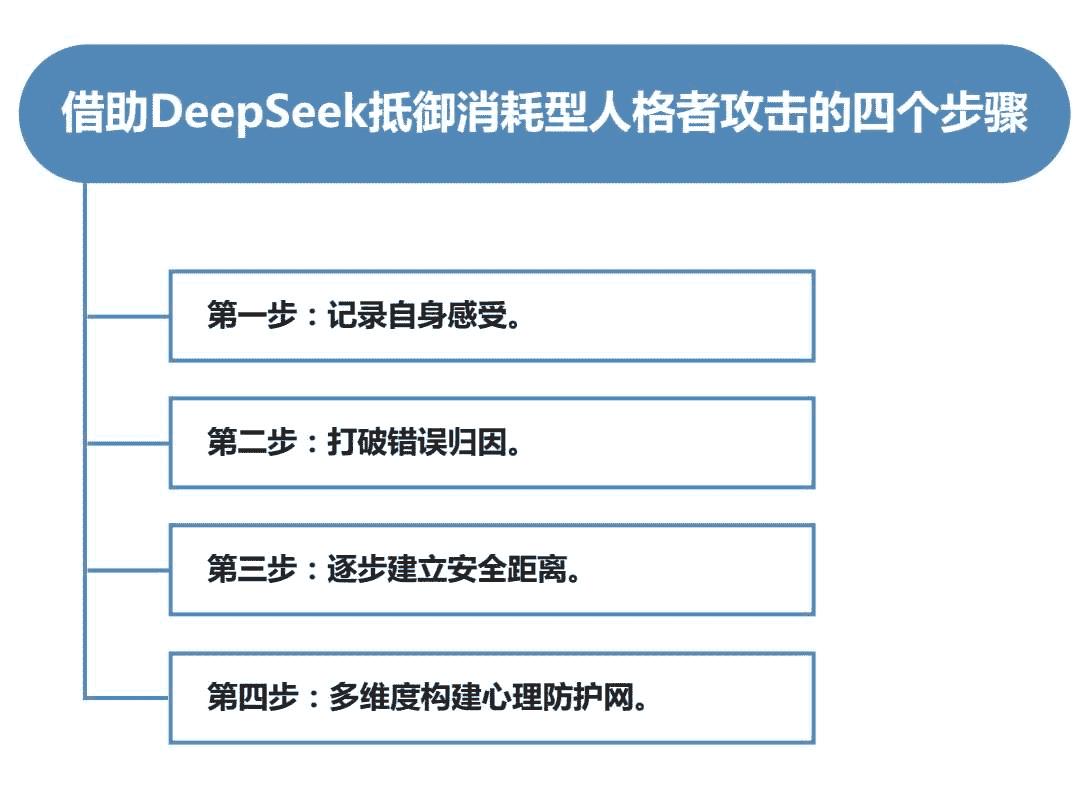 借助DeepSeek抵御消耗型人格者攻击的四个步骤
第一步：记录自身感受。
第二步：打破错误归因。
第三步：逐步建立安全距离。
第四步：多维度构建心理防护网。